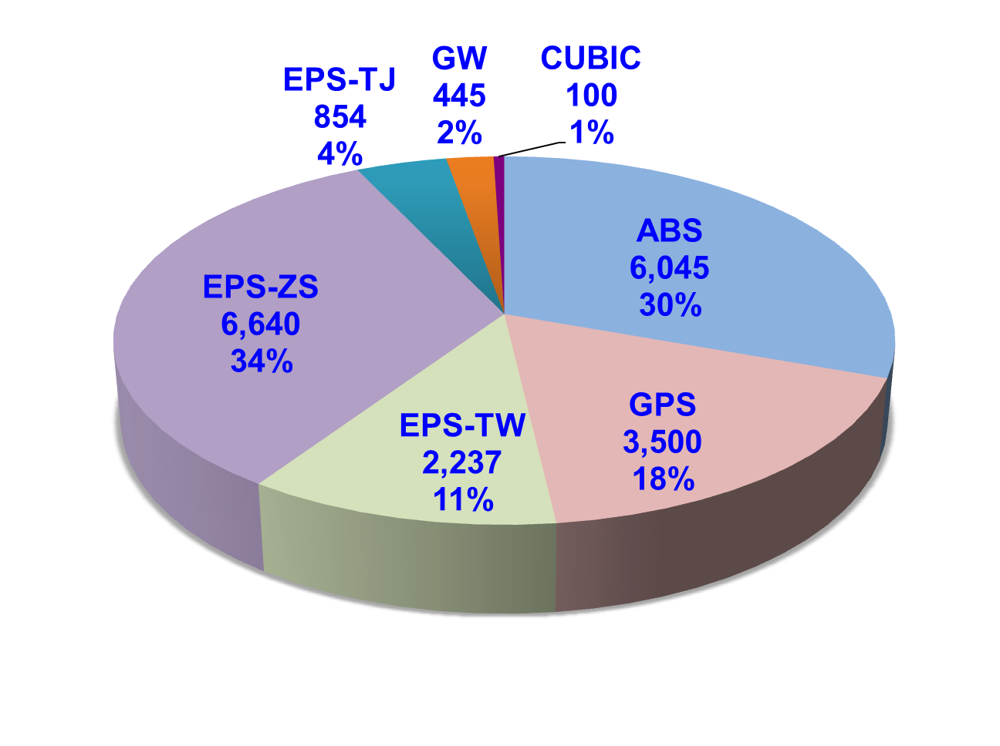 EPS-TJ
854
4%
GW
445
2%
CUBIC
100
1%
ABS
6,045
30%
EPS-ZS
6,640
34%
GPS
3,500
18%
EPS-TW
2,237
11%